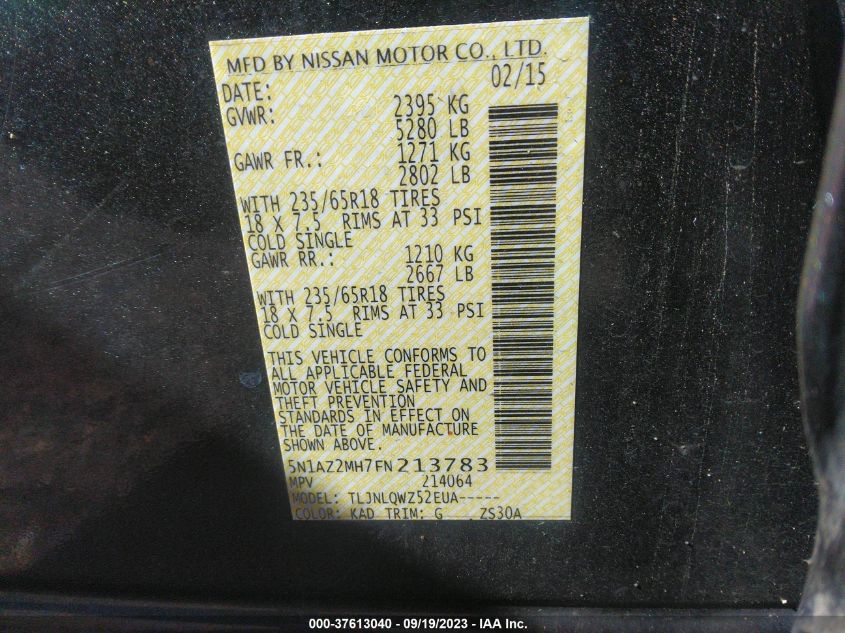 MFD BY NISSAN MOTOR CO., LTD.
DATE: 02/15
GVWR: 2395 KG
5280 LB
GAWR FR.: 1271 KG
2802 LB
WITH 235/65R18 TIRES
18 X 7.5 RIMS AT 33 PSI
COLD SINGLE
GAWR RR.: 1210 KG
2667 LB
WITH 235/65R18 TIRES
18 X 7.5 RIMS AT 33 PSI
COLD SINGLE
THIS VEHICLE CONFORMS TO
ALL APPLICABLE FEDERAL
MOTOR VEHICLE SAFETY AND
THEFT PREVENTION
STANDARDS IN EFFECT ON
THE DATE OF MANUFACTURE
SHOWN ABOVE.
5N1AZ2MH7FN213783
MPV 214064
MODEL: TLJNLQWZ52EUA-----
COLOR: KAD TRIM: G ZS30A
000-37613040 - 09/19/2023 - IAA Inc.